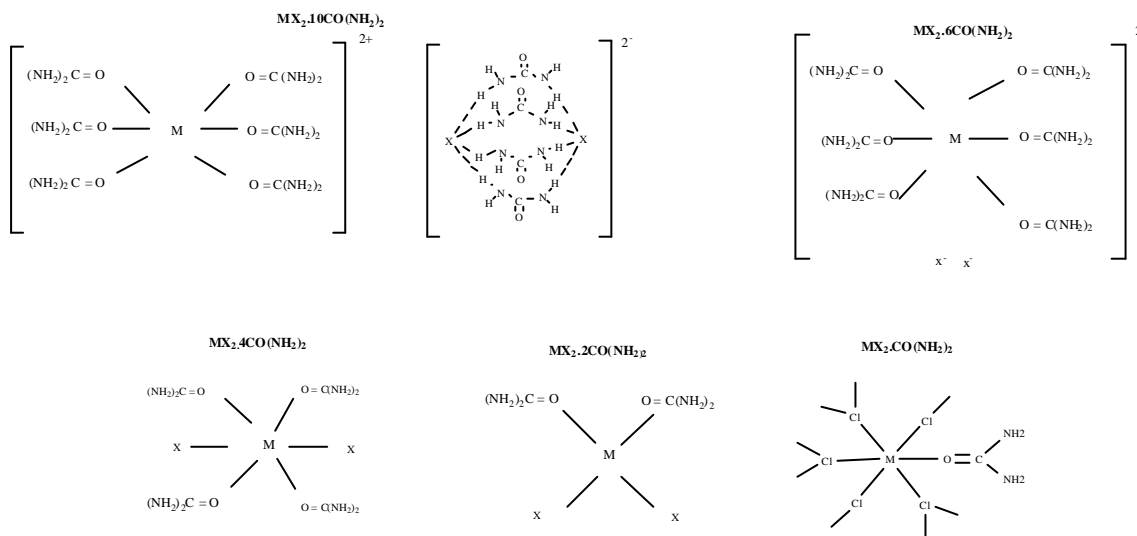 MX₂.10CO(NH₂)₂
2+
(NH₂)₂C=O
O=C(NH₂)₂
(NH₂)₂C=O
M
O=C(NH₂)₂
(NH₂)₂C=O
O=C(NH₂)₂
2-
O
H N C N H
H O H
H C H
H N N H
X X
H N N H
H C H
H O H
H N C N H
H O H
MX₂.6CO(NH₂)₂
(NH₂)₂C=O
O=C(NH₂)₂
(NH₂)₂C=O
M
O=C(NH₂)₂
(NH₂)₂C=O
O=C(NH₂)₂
X- X-
MX₂.4CO(NH₂)₂
(NH₂)₂C=O
O=C(NH₂)₂
X
M
X
(NH₂)₂C=O
O=C(NH₂)₂
MX₂.2CO(NH₂)₂
(NH₂)₂C=O
O=C(NH₂)₂
M
X
X
MX₂.CO(NH₂)₂
Cl
Cl
NH2
Cl
M
O=C
NH2
Cl
Cl